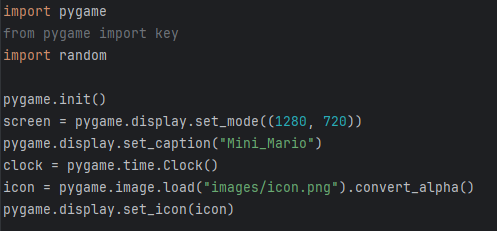 import pygame
from pygame import key
import random
pygame.init()
screen = pygame.display.set_mode((1280, 720))
pygame.display.set_caption("Mini_Mario")
clock = pygame.time.Clock()
icon = pygame.image.load("images/icon.png").convert_alpha()
pygame.display.set_icon(icon)